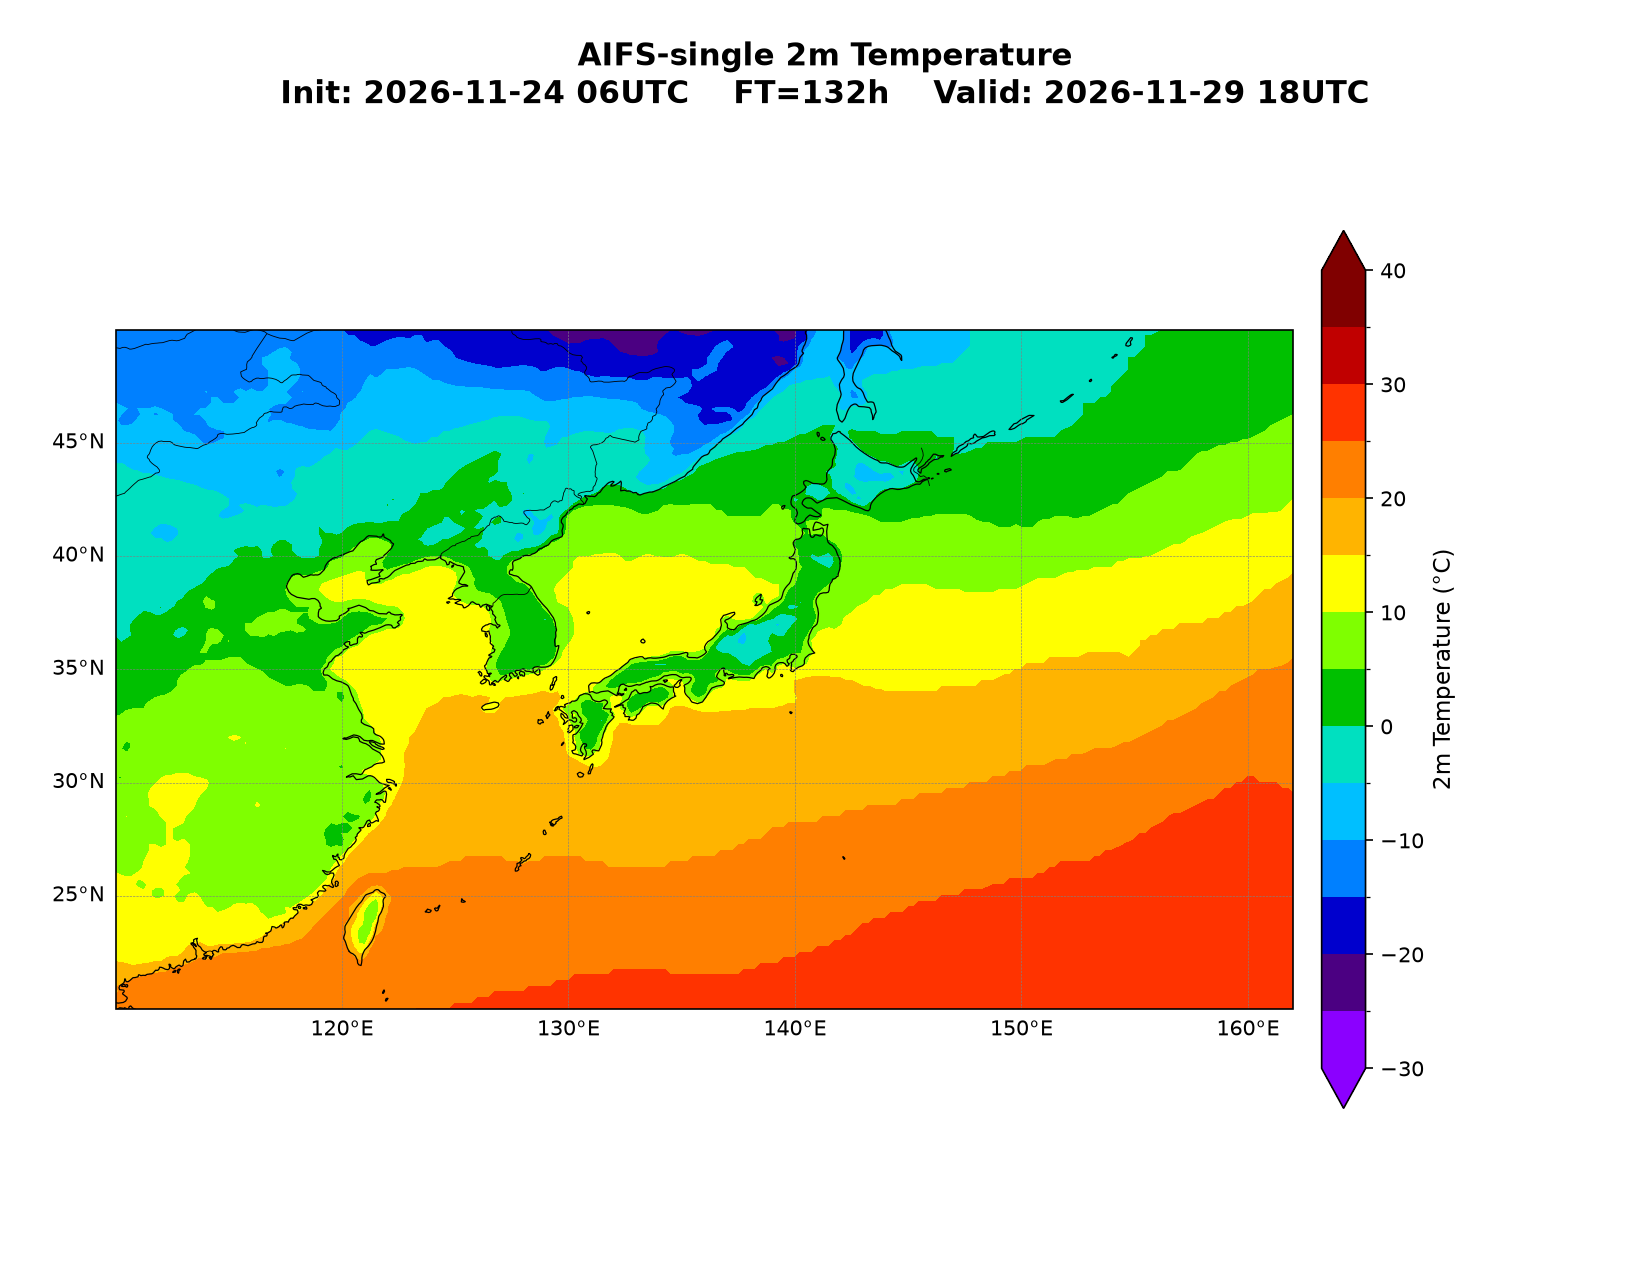 AIFS-single 2m Temperature
Init: 2026-11-24 06UTC    FT=132h    Valid: 2026-11-29 18UTC
45°N
40°N
35°N
30°N
25°N
120°E
130°E
140°E
150°E
160°E
40
30
20
10
0
−10
−20
−30
2m Temperature (°C)